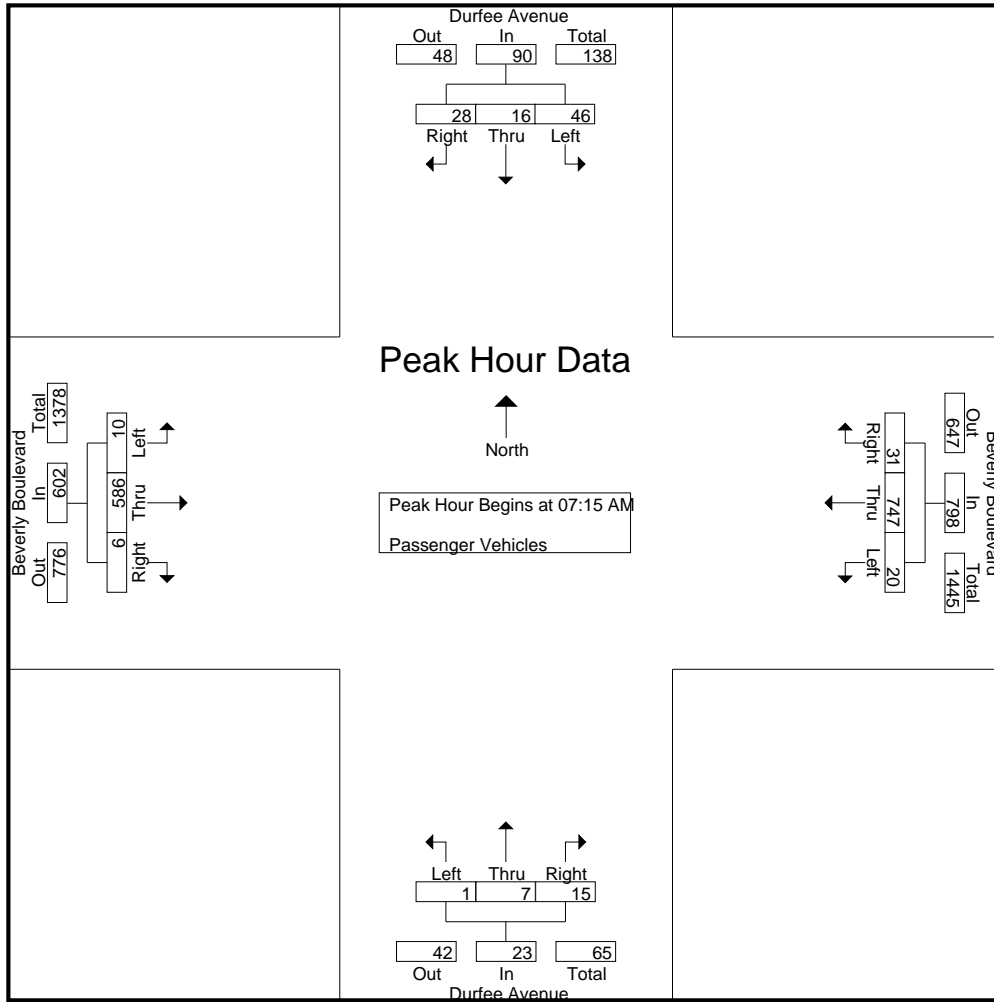 Durfee Avenue
Out In Total
48 90 138
28 16 46
Right Thru Left
Peak Hour Data
North
Peak Hour Begins at 07:15 AM
Passenger Vehicles
Beverly Boulevard
Out In Total
776 602 1378
6 586 10
Right Thru Left
Beverly Boulevard
Out In Total
647 798 1445
31 747 20
Right Thru Left
Left Thru Right
1 7 15
42 23 65
Out In Total
Durfee Avenue